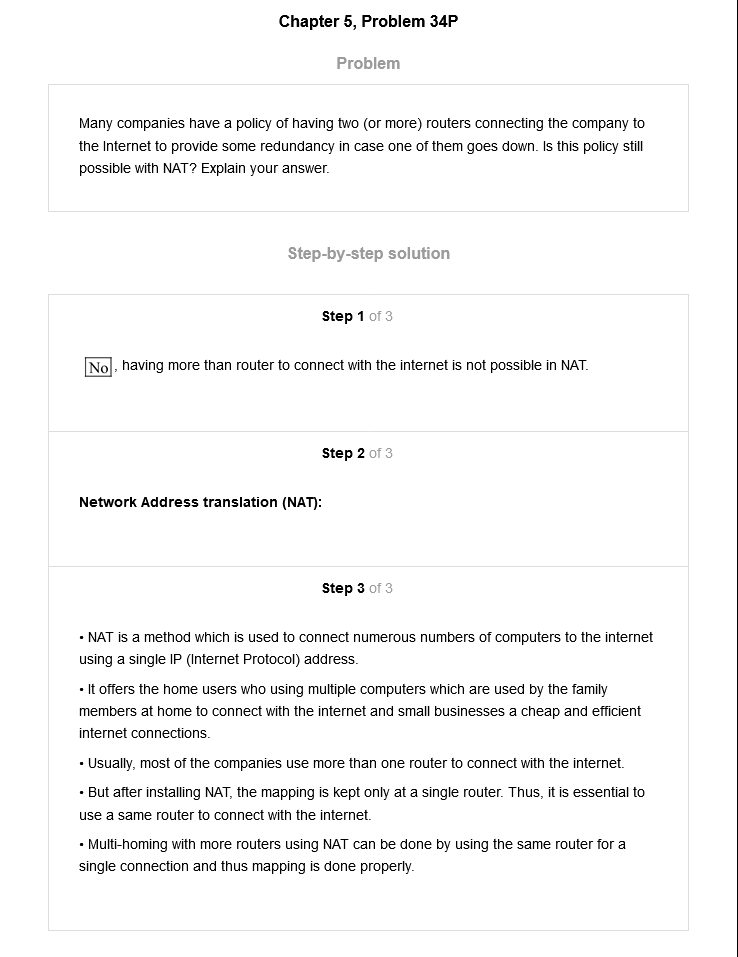 Chapter 5, Problem 34P
Problem
Many companies have a policy of having two (or more) routers connecting the company to
the Internet to provide some redundancy in case one of them goes down. Is this policy still
possible with NAT? Explain your answer.
Step-by-step solution
Step 1 of 3
No, having more than router to connect with the internet is not possible in NAT.
Step 2 of 3
Network Address translation (NAT):
Step 3 of 3
• NAT is a method which is used to connect numerous numbers of computers to the internet
using a single IP (Internet Protocol) address.
• It offers the home users who using multiple computers which are used by the family
members at home to connect with the internet and small businesses a cheap and efficient
internet connections.
• Usually, most of the companies use more than one router to connect with the internet.
• But after installing NAT, the mapping is kept only at a single router. Thus, it is essential to
use a same router to connect with the internet.
• Multi-homing with more routers using NAT can be done by using the same router for a
single connection and thus mapping is done properly.